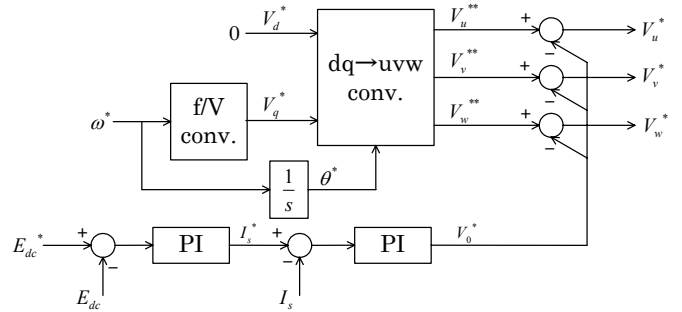 0 V_d^* dq→uvw conv. V_u^** + − V_u^*
V_v^** + − V_v^*
ω^* f/V conv. V_q^* V_w^** + − V_w^*
1/s θ^*
E_dc^* + − PI I_s^* + − PI V_0^*
E_dc I_s